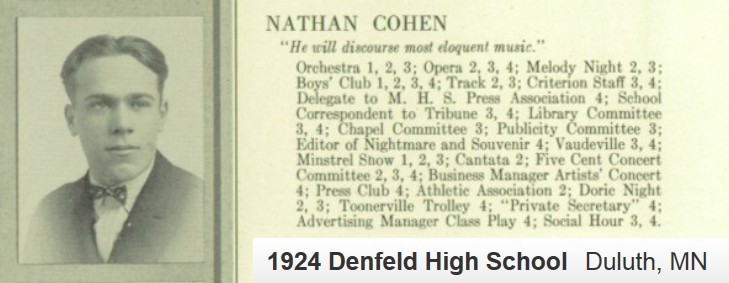 NATHAN COHEN
"He will discourse most eloquent music."
Orchestra 1, 2, 3; Opera 2, 3, 4; Melody Night 2, 3;
Boys' Club 1, 2, 3, 4; Track 2, 3; Criterion Staff 3, 4;
Delegate to M. H. S. Press Association 4; School
Correspondent to Tribune 3, 4; Library Committee
3, 4; Chapel Committee 3; Publicity Committee 3;
Editor of Nightmare and Souvenir 4; Vaudeville 3, 4;
Minstrel Show 1, 2, 3; Cantata 2; Five Cent Concert
Committee 2, 3, 4; Business Manager Artists' Concert
4; Press Club 4; Athletic Association 2; Doric Night
2, 3; Toonerville Trolley 4; "Private Secretary" 4;
Advertising Manager Class Play 4; Social Hour 3, 4.
1924 Denfeld High School Duluth, MN